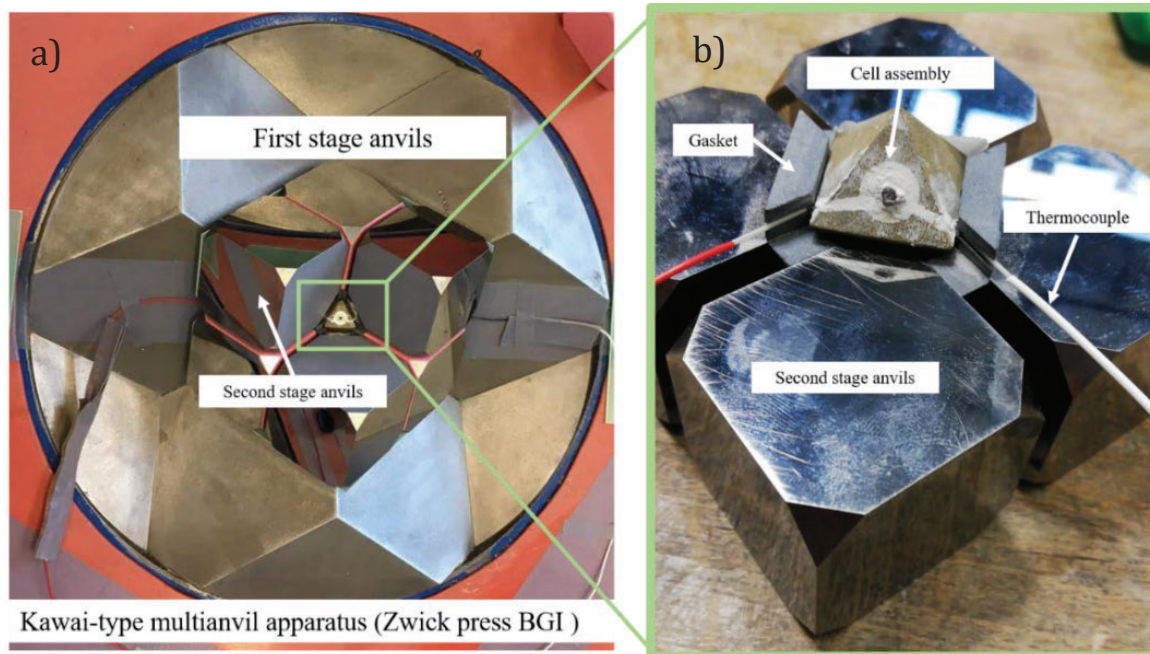 a)
First stage anvils
Second stage anvils
Kawai-type multianvil apparatus (Zwick press BGI )
b)
Cell assembly
Gasket
Thermocouple
Second stage anvils